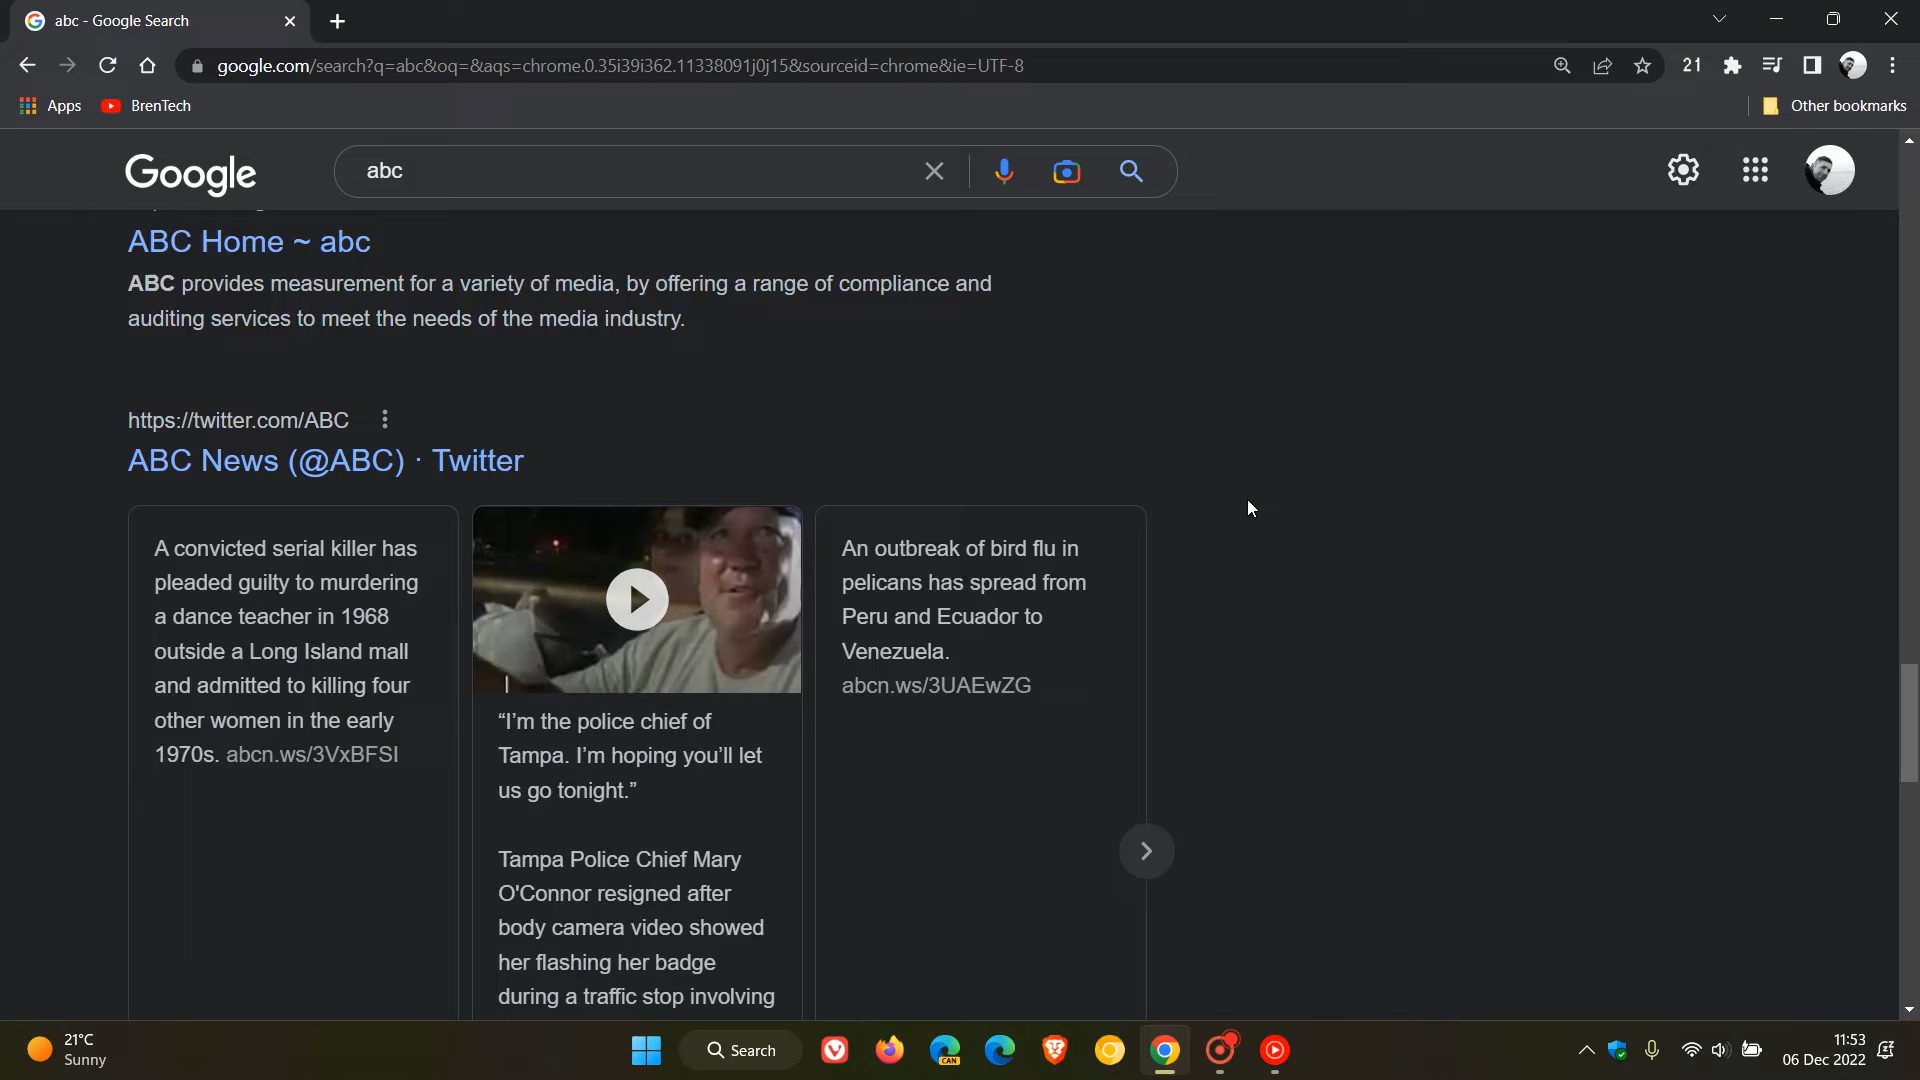 abc - Google Search
google.com/search?q=abc&oq=&aqs=chrome.0.35i39i362.11338091j0j15&sourceid=chrome&ie=UTF-8
21
Apps
BrenTech
Other bookmarks
Google
abc
ABC Home ~ abc
ABC provides measurement for a variety of media, by offering a range of compliance and
auditing services to meet the needs of the media industry.
https://twitter.com/ABC
ABC News (@ABC) · Twitter
A convicted serial killer has
pleaded guilty to murdering
a dance teacher in 1968
outside a Long Island mall
and admitted to killing four
other women in the early
1970s. abcn.ws/3VxBFSI
“I’m the police chief of
Tampa. I’m hoping you’ll let
us go tonight.”
Tampa Police Chief Mary
O'Connor resigned after
body camera video showed
her flashing her badge
during a traffic stop involving
An outbreak of bird flu in
pelicans has spread from
Peru and Ecuador to
Venezuela.
abcn.ws/3UAEwZG
21°C
Sunny
Search
CAN
11:53
06 Dec 2022